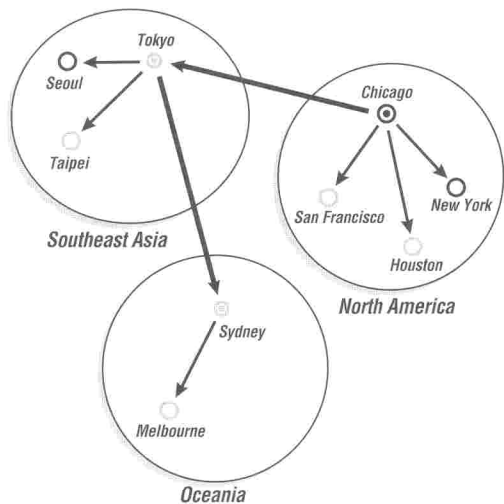 Tokyo
Seoul
Taipei
Southeast Asia
Chicago
San Francisco
New York
Houston
North America
Sydney
Melbourne
Oceania